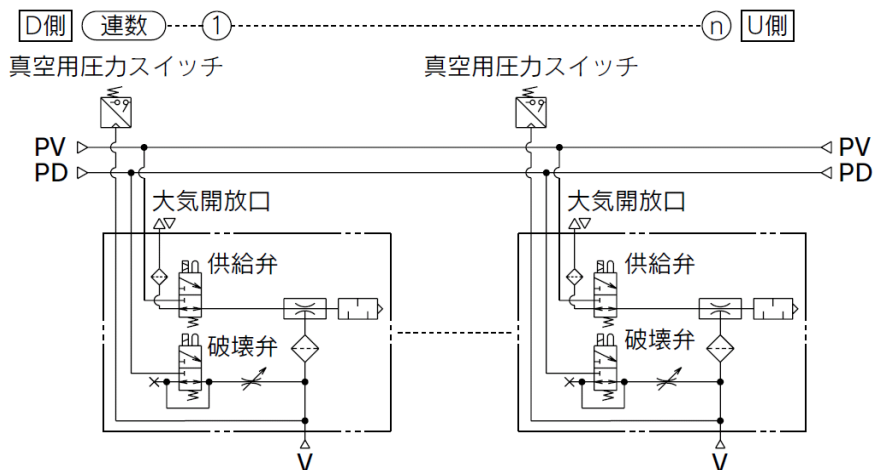 D側 連数 1 n U側
真空用圧力スイッチ 真空用圧力スイッチ
PV PV
PD PD
大気開放口 大気開放口
供給弁 供給弁
破壊弁 破壊弁
V V